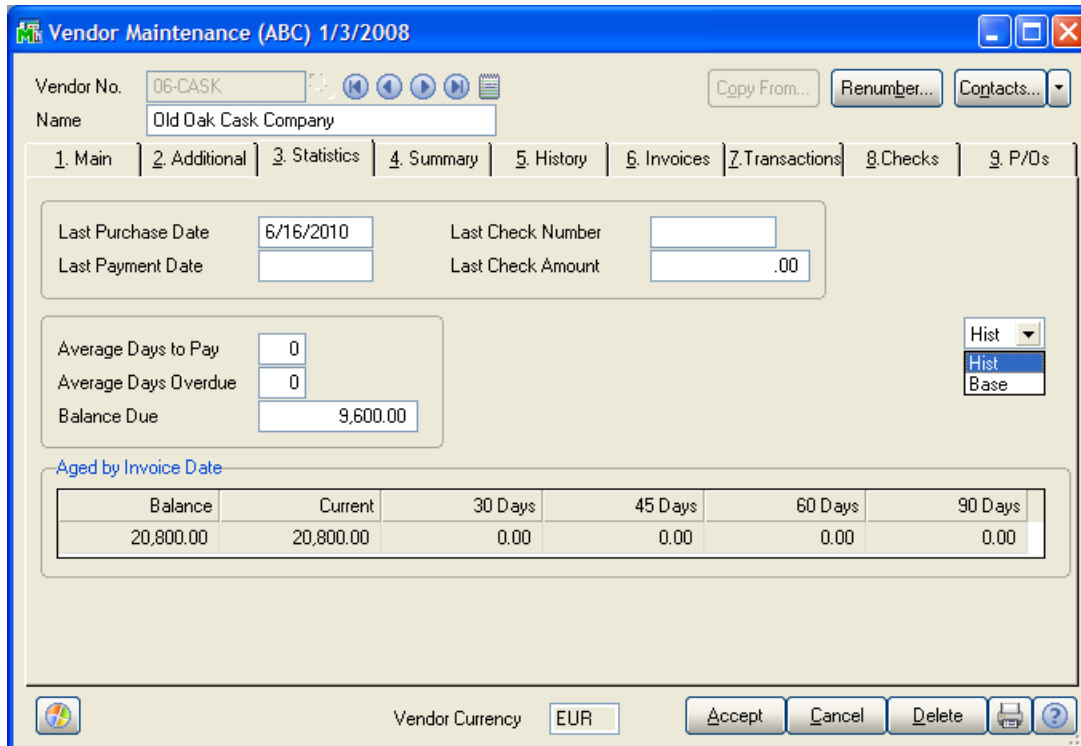 Vendor Maintenance (ABC) 1/3/2008
Vendor No. 06-CASK Copy From... Renumber... Contacts...
Name Old Oak Cask Company
1. Main 2. Additional 3. Statistics 4. Summary 5. History 6. Invoices 7.Transactions 8.Checks 9. P/Os
Last Purchase Date 6/16/2010 Last Check Number
Last Payment Date Last Check Amount .00
Hist
Average Days to Pay 0
Hist
Average Days Overdue 0
Base
Balance Due 9,600.00
Aged by Invoice Date
Balance Current 30 Days 45 Days 60 Days 90 Days
20,800.00 20,800.00 0.00 0.00 0.00 0.00
Vendor Currency EUR Accept Cancel Delete ?